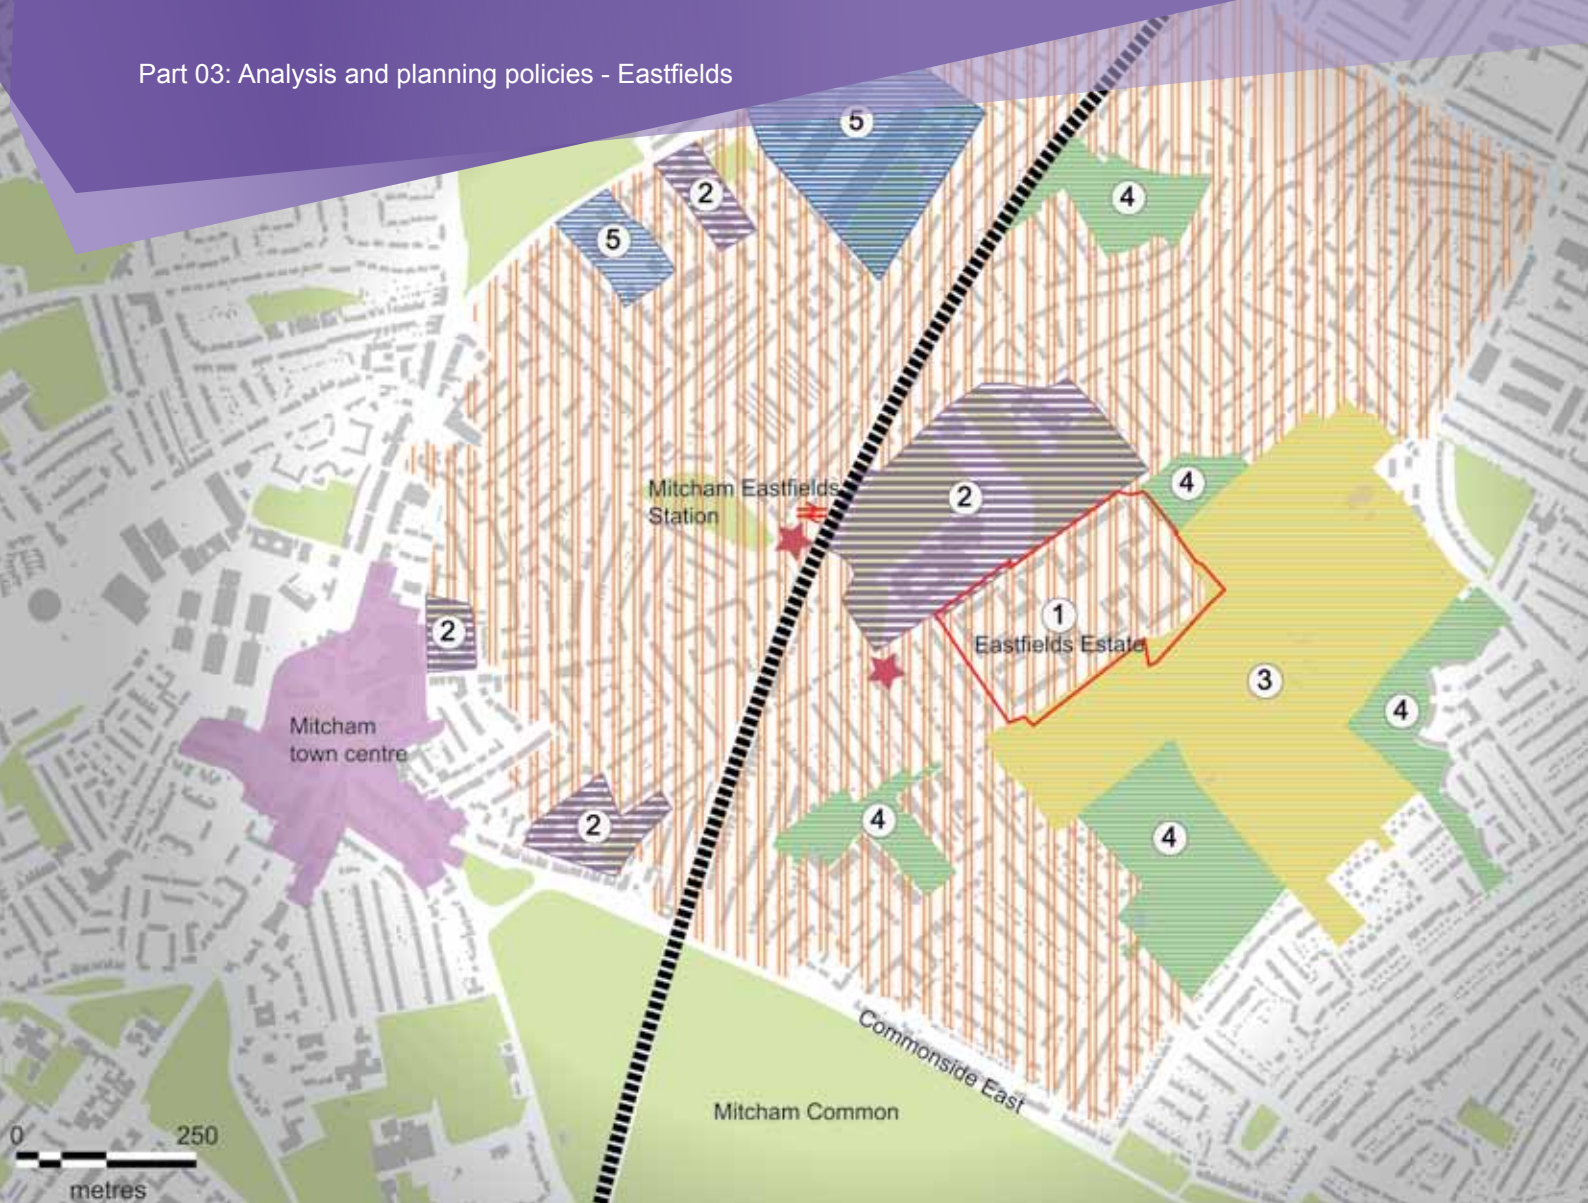 Part 03: Analysis and planning policies - Eastfields
5
2
4
5
Mitcham Eastfields
Station
2
4
1
Eastfields Estate
2
3
4
Mitcham
town centre
2
4
4
Commonside East
Mitcham Common
0 250
metres